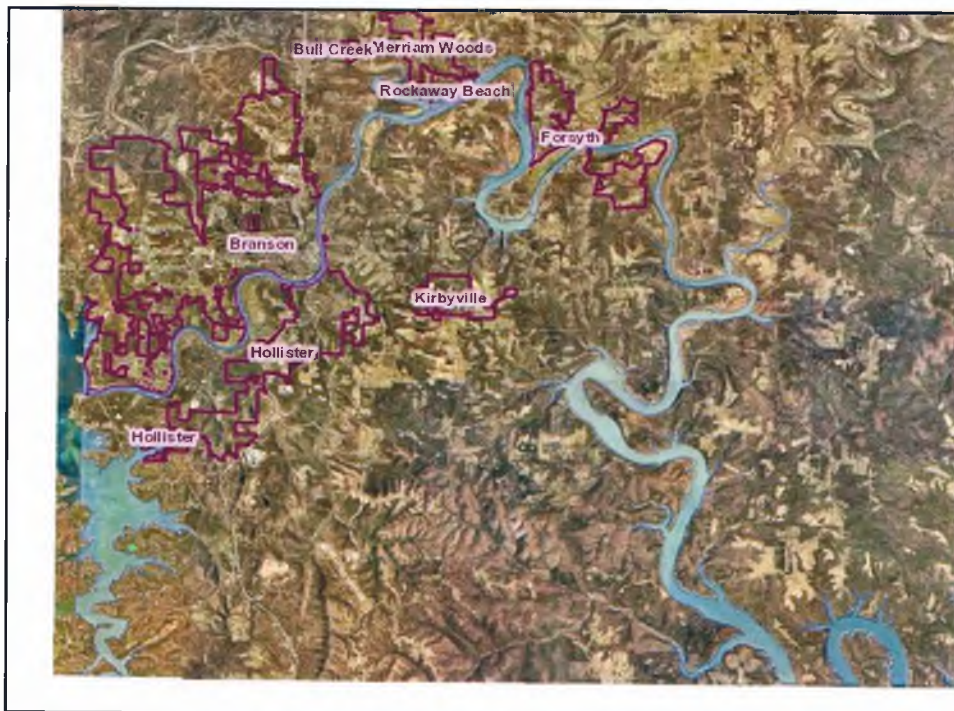 Bull Creek
Merriam Woods
Rockaway Beach
Forsyth
Branson
Kirbyville
Hollister
Hollister